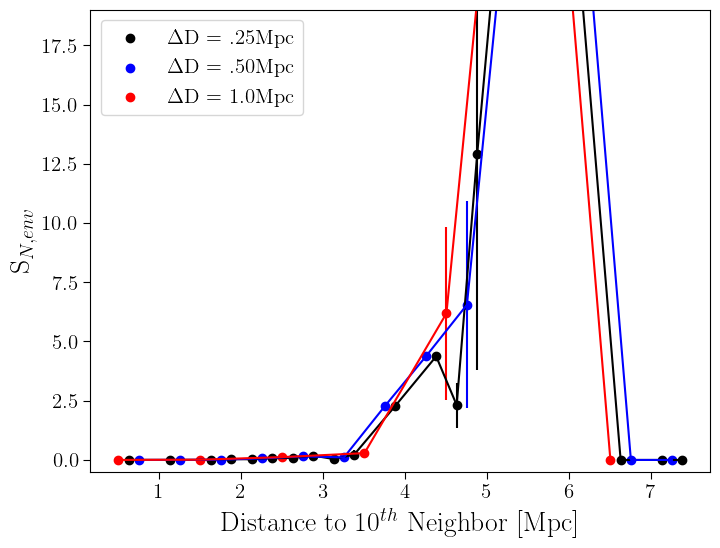 ΔD = .25Mpc
ΔD = .50Mpc
ΔD = 1.0Mpc
17.5
15.0
12.5
10.0
7.5
5.0
2.5
0.0
S_{N,env}
1 2 3 4 5 6 7
Distance to 10^{th} Neighbor [Mpc]